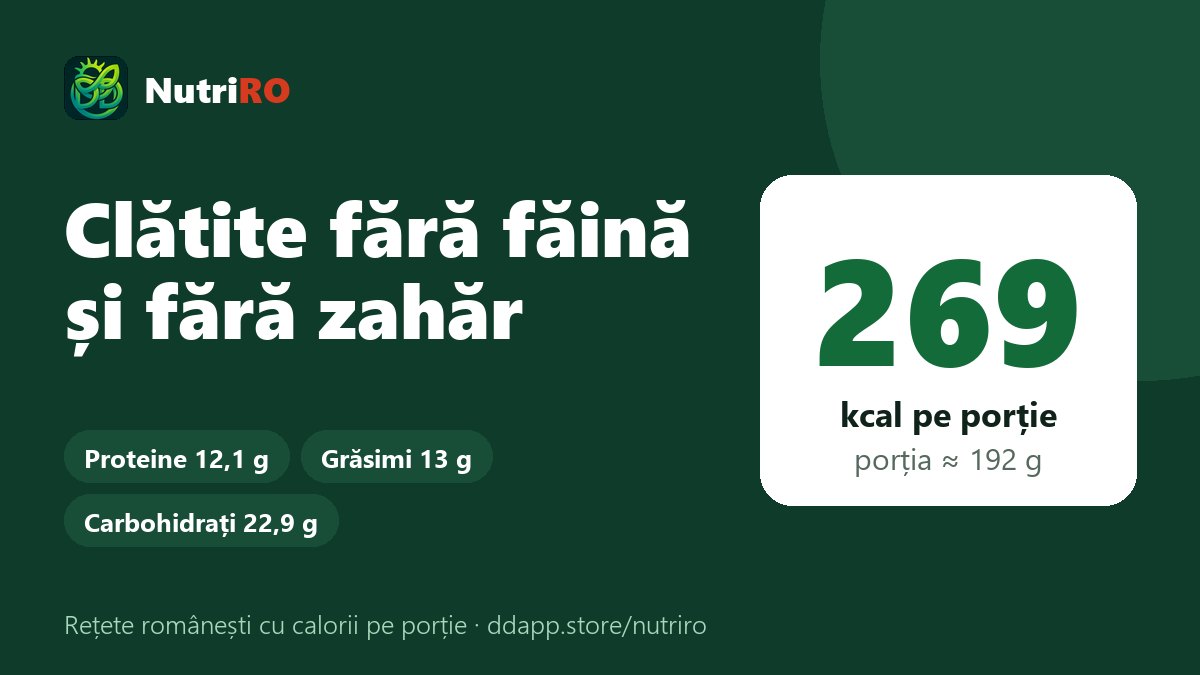 NutriRO
Clătite fără făină
și fără zahăr
269
kcal pe porție
porția ≈ 192 g
Proteine 12,1 g
Grăsimi 13 g
Carbohidrați 22,9 g
Rețete românești cu calorii pe porție · ddapp.store/nutriro